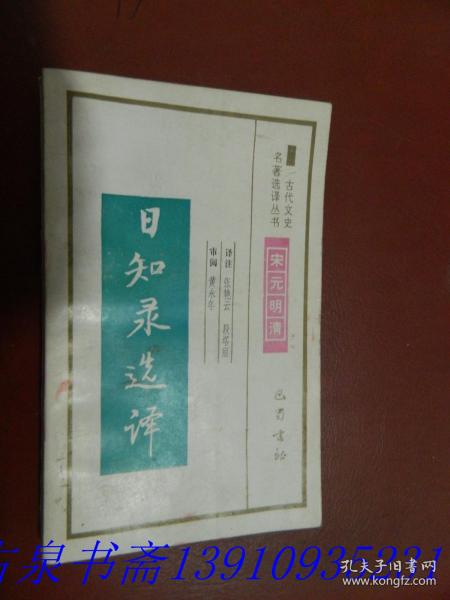 古代文史
名著选译丛书
宋元明清
巴蜀书社
译注 张艳云 段塔丽
审阅 黄永年
日知录选译
古泉书斋13910935231
孔夫子旧书网
www.kongfz.com